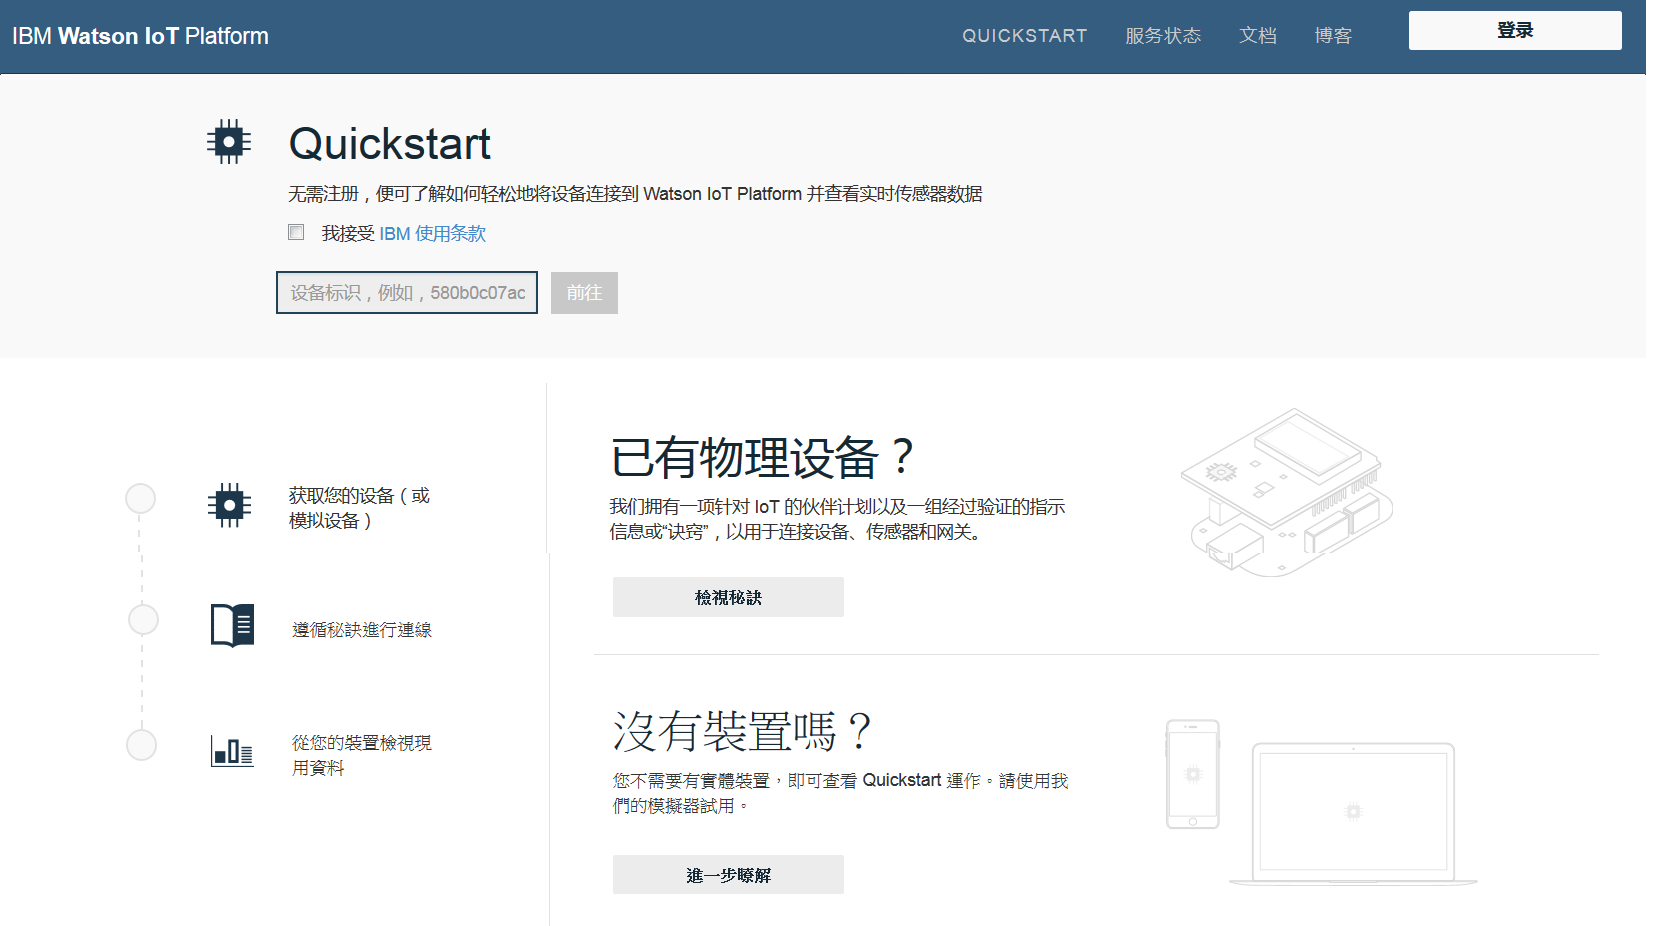 IBM Watson IoT Platform
QUICKSTART 服务状态 文档 博客 登录
Quickstart
无需注册，便可了解如何轻松地将设备连接到 Watson IoT Platform 并查看实时传感器数据
我接受 IBM 使用条款
设备标识，例如，580b0c07ac 前往
获取您的设备（或
模拟设备）
遵循秘訣進行連線
從您的裝置檢視現
用資料
已有物理设备？
我们拥有一项针对 IoT 的伙伴计划以及一组经过验证的指示
信息或“诀窍”，以用于连接设备、传感器和网关。
檢視秘訣
沒有裝置嗎？
您不需要有實體裝置，即可查看 Quickstart 運作。請使用我
們的模擬器試用。
進一步瞭解